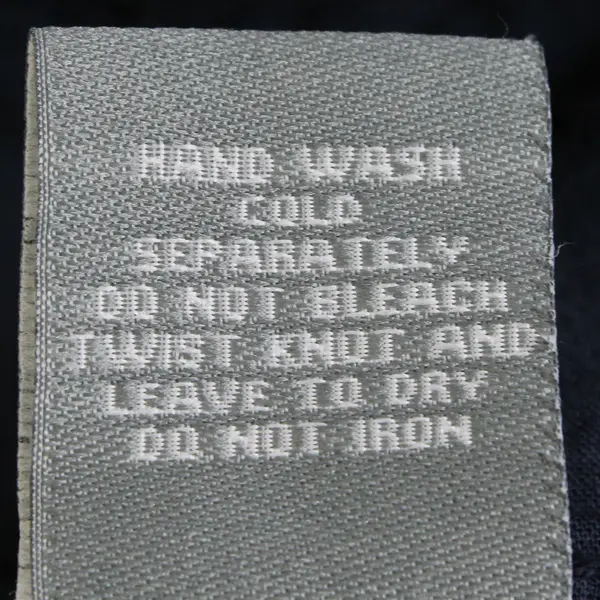 HAND WASH
COLD
SEPARATELY
DO NOT BLEACH
TWIST KNOT AND
LEAVE TO DRY
DO NOT IRON